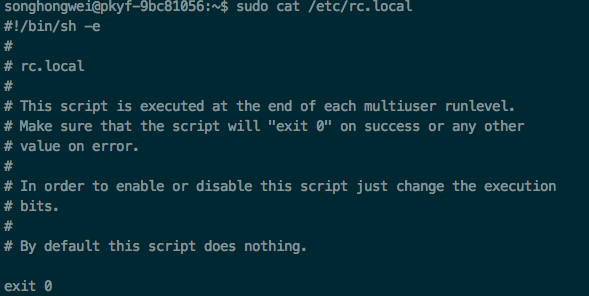 songhongwei@pkyf-9bc81056:~$ sudo cat /etc/rc.local
#!/bin/sh -e
#
# rc.local
#
# This script is executed at the end of each multiuser runlevel.
# Make sure that the script will "exit 0" on success or any other
# value on error.
#
# In order to enable or disable this script just change the execution
# bits.
#
# By default this script does nothing.
exit 0